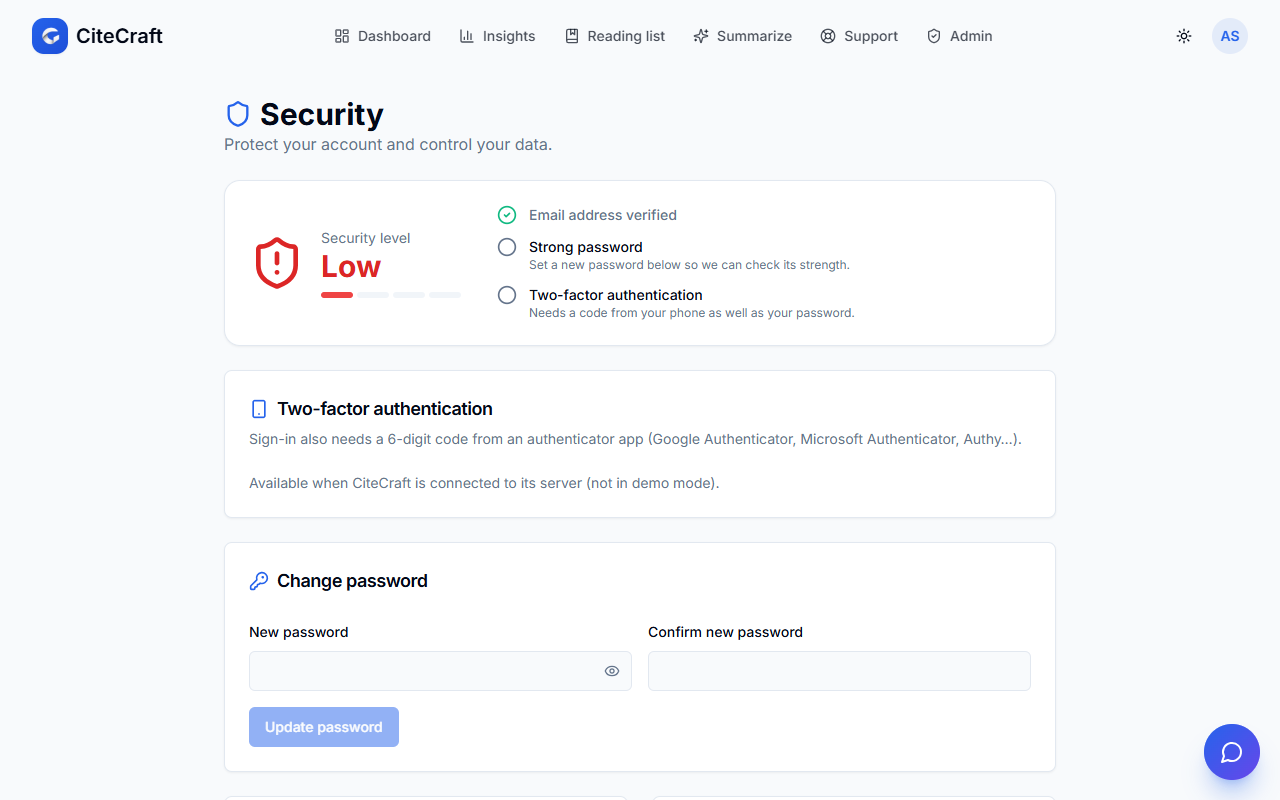 CiteCraft
Dashboard
Insights
Reading list
Summarize
Support
Admin
AS
Security
Protect your account and control your data.
Security level
Low
Email address verified
Strong password
Set a new password below so we can check its strength.
Two-factor authentication
Needs a code from your phone as well as your password.
Two-factor authentication
Sign-in also needs a 6-digit code from an authenticator app (Google Authenticator, Microsoft Authenticator, Authy...).
Available when CiteCraft is connected to its server (not in demo mode).
Change password
New password
Confirm new password
Update password